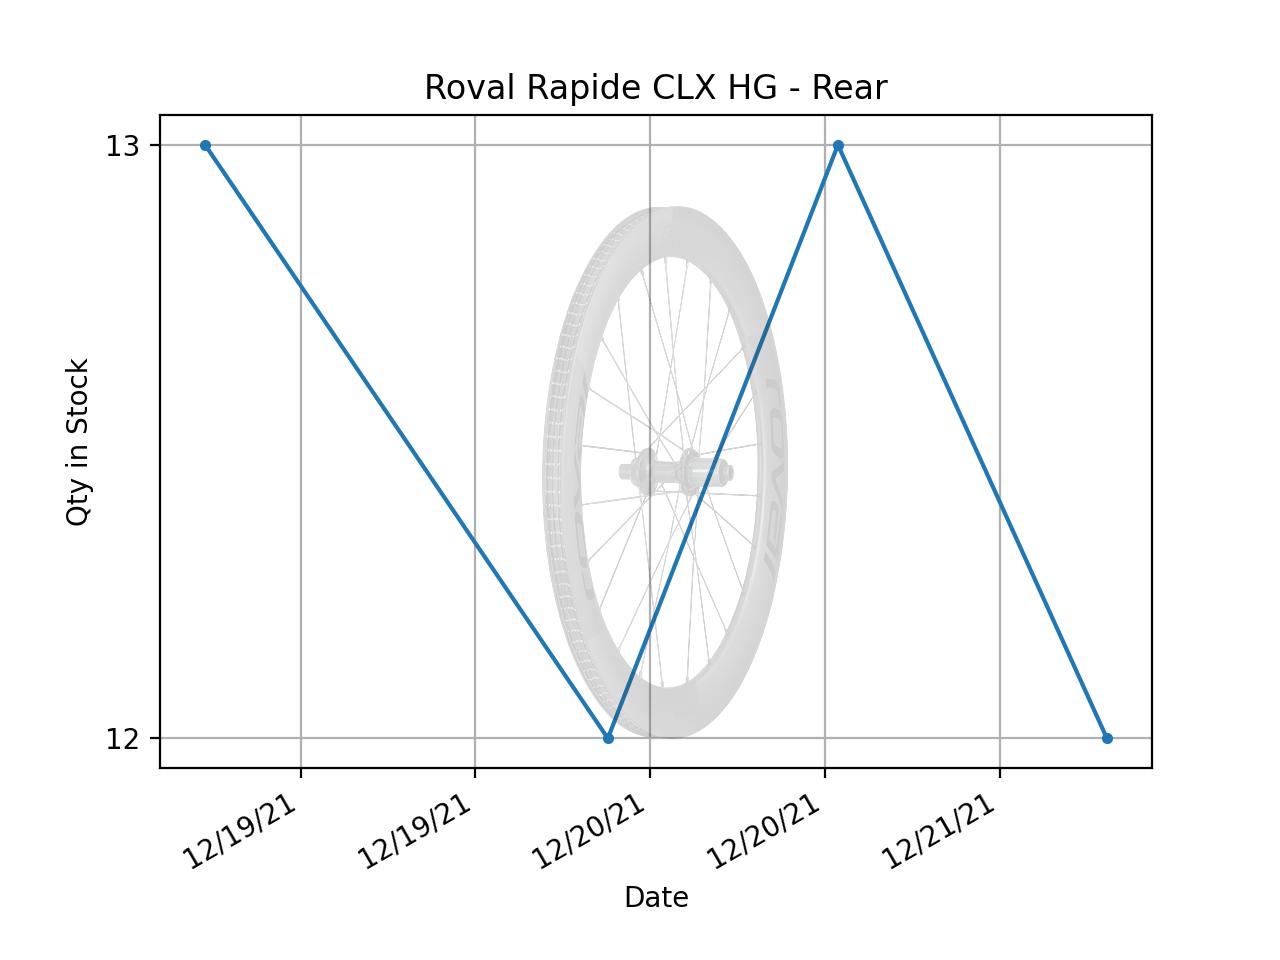 Roval Rapide CLX HG - Rear
13
Qty in Stock
12
12/19/21
12/19/21
12/20/21
12/20/21
12/21/21
Date
roval